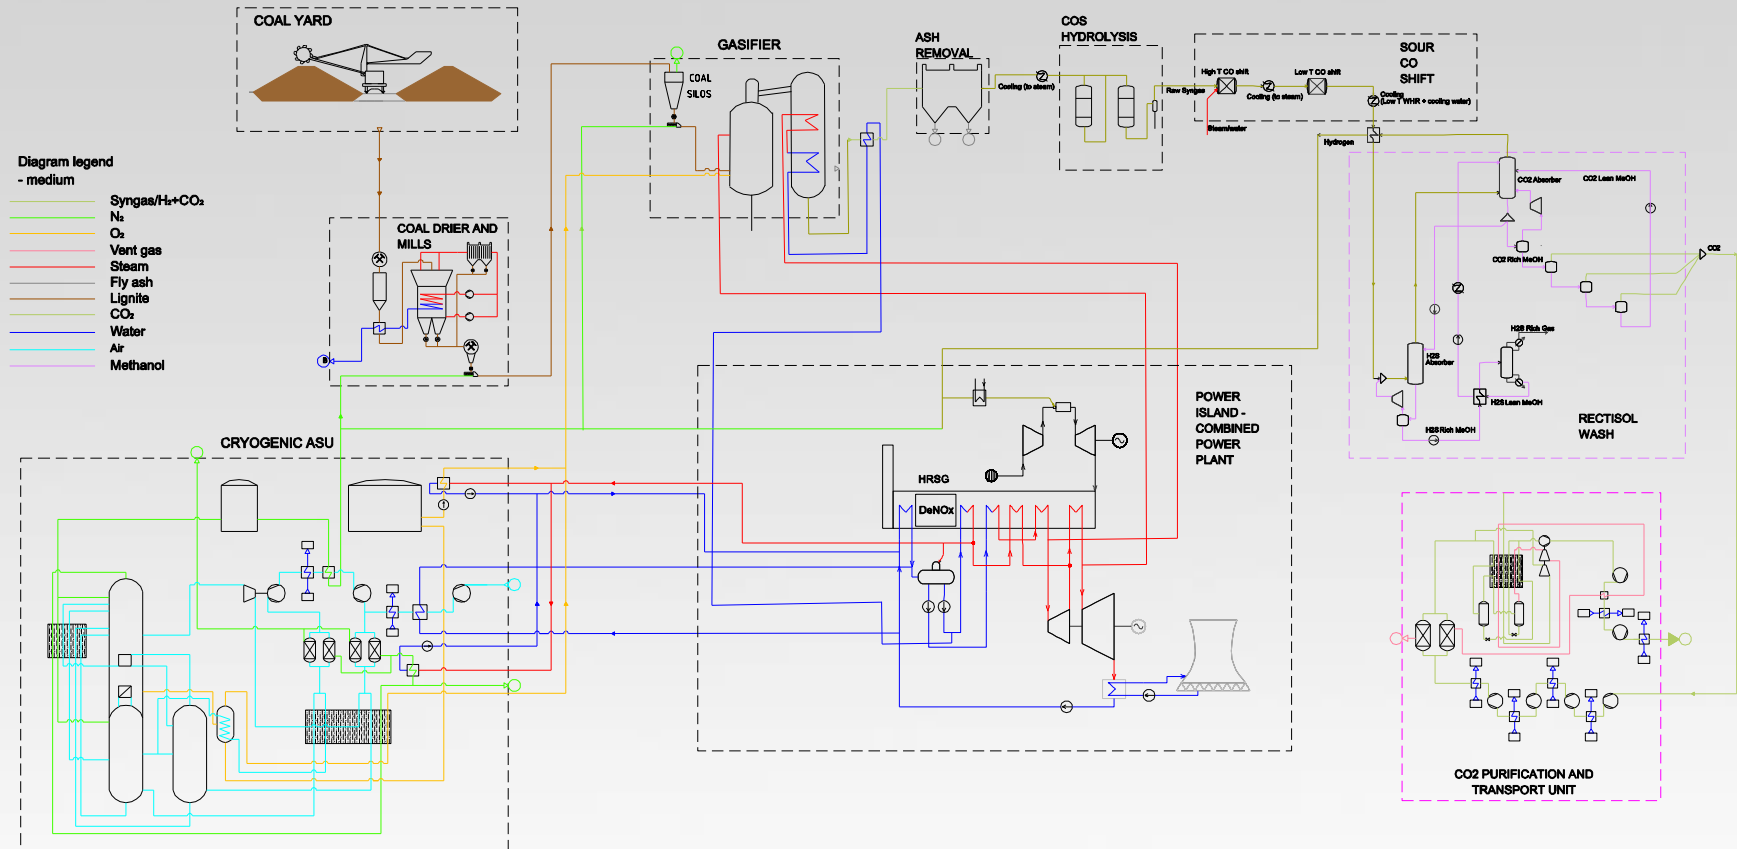 COAL YARD
GASIFIER
COAL
SILOS
ASH
REMOVAL
COS
HYDROLYSIS
SOUR
CO
SHIFT
High T CO shift
Low T CO shift
Cooling (to steam)
Raw Syngas
Cooling (to steam)
Cooling
(Low T WHR + cooling water)
Steam/water
Hydrogen
Diagram legend
- medium
Syngas/H₂+CO₂
N₂
O₂
Vent gas
Steam
Fly ash
Lignite
CO₂
Water
Air
Methanol
COAL DRIER AND
MILLS
CO2 Absorber
CO2 Lean MeOH
CO2 Rich MeOH
CO2
H2S Rich Gas
H2S
Absorber
H2S Lean MeOH
H2S Rich MeOH
RECTISOL
WASH
CRYOGENIC ASU
POWER
ISLAND -
COMBINED
POWER
PLANT
HRSG
DeNOx
CO2 PURIFICATION AND
TRANSPORT UNIT